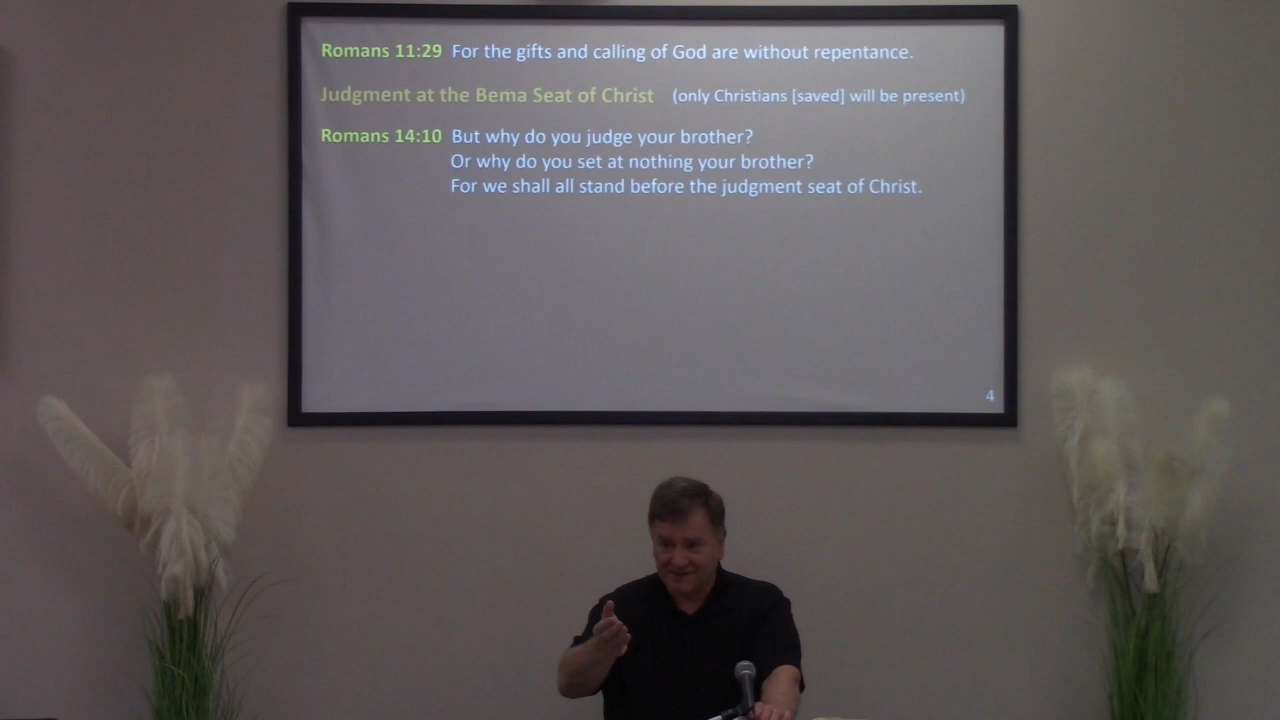 Romans 11:29 For the gifts and calling of God are without repentance.
Judgment at the Bema Seat of Christ (only Christians [saved] will be present)
Romans 14:10 But why do you judge your brother?
Or why do you set at nothing your brother?
For we shall all stand before the judgment seat of Christ.
4